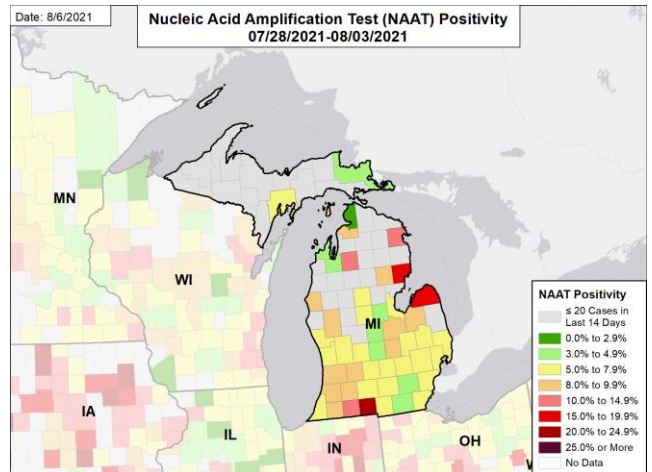 Date: 8/6/2021
Nucleic Acid Amplification Test (NAAT) Positivity
07/28/2021-08/03/2021
MN
WI
MI
IA
IL
IN
OH
NAAT Positivity
≤ 20 Cases in
Last 14 Days
0.0% to 2.9%
3.0% to 4.9%
5.0% to 7.9%
8.0% to 9.9%
10.0% to 14.9%
15.0% to 19.9%
20.0% to 24.9%
25.0% or More
No Data